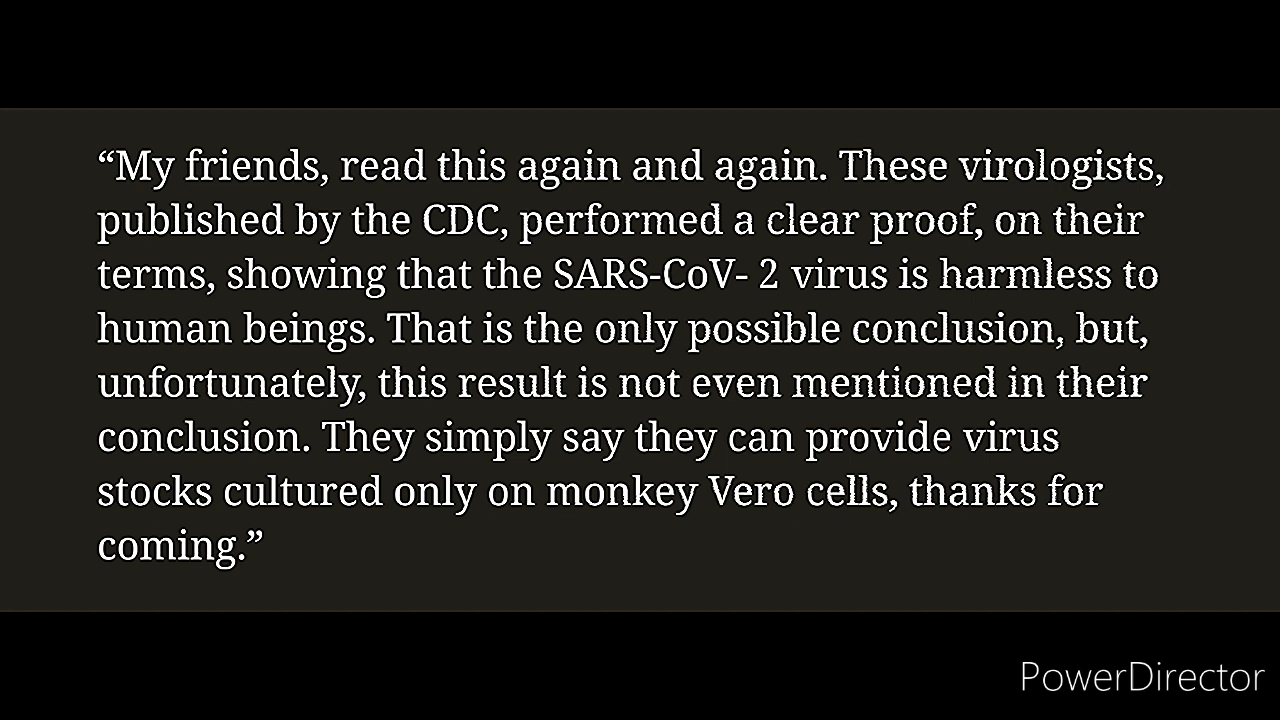 “My friends, read this again and again. These virologists,
published by the CDC, performed a clear proof, on their
terms, showing that the SARS-CoV- 2 virus is harmless to
human beings. That is the only possible conclusion, but,
unfortunately, this result is not even mentioned in their
conclusion. They simply say they can provide virus
stocks cultured only on monkey Vero cells, thanks for
coming.”
PowerDirector